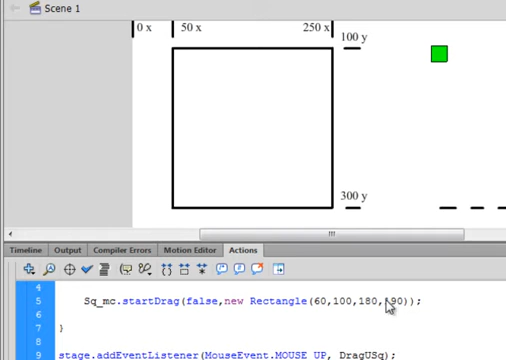 Scene 1
0 x 50 x 250 x
100 y
300 y
Timeline Output Compiler Errors Motion Editor Actions
4
5 Sq_mc.startDrag(false,new Rectangle(60,100,180,190));
6
7 }
8
9 stage.addEventListener(MouseEvent.MOUSE_UP, DragUSq);